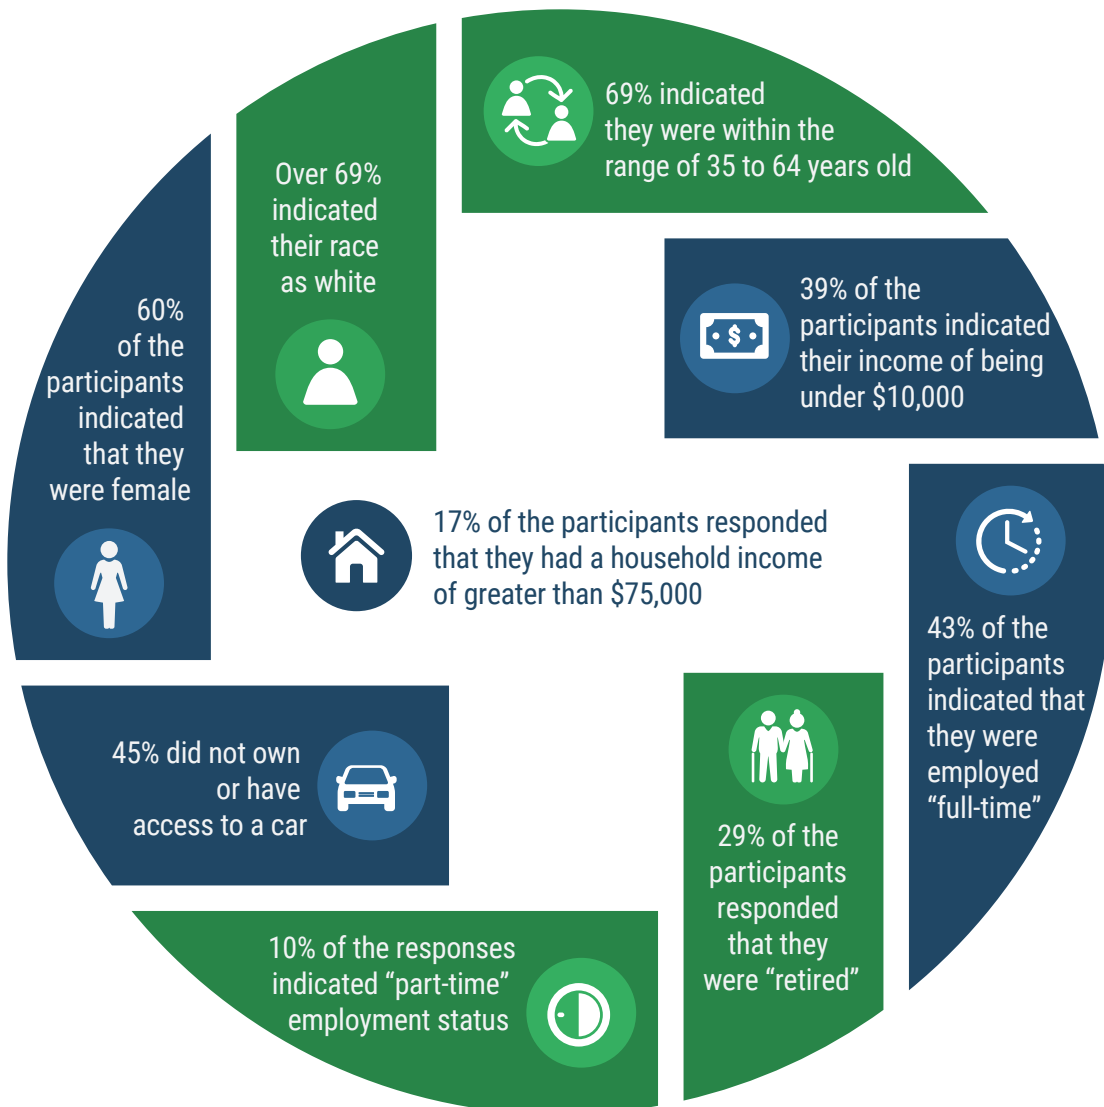 69% indicated
they were within the
range of 35 to 64 years old
Over 69%
indicated
their race
as white
39% of the
participants indicated
their income of being
under $10,000
60%
of the
participants
indicated
that they
were female
17% of the participants responded
that they had a household income
of greater than $75,000
43% of the
participants
indicated that
they were
employed
“full-time”
45% did not own
or have
access to a car
29% of the
participants
responded
that they
were “retired”
10% of the responses
indicated “part-time”
employment status